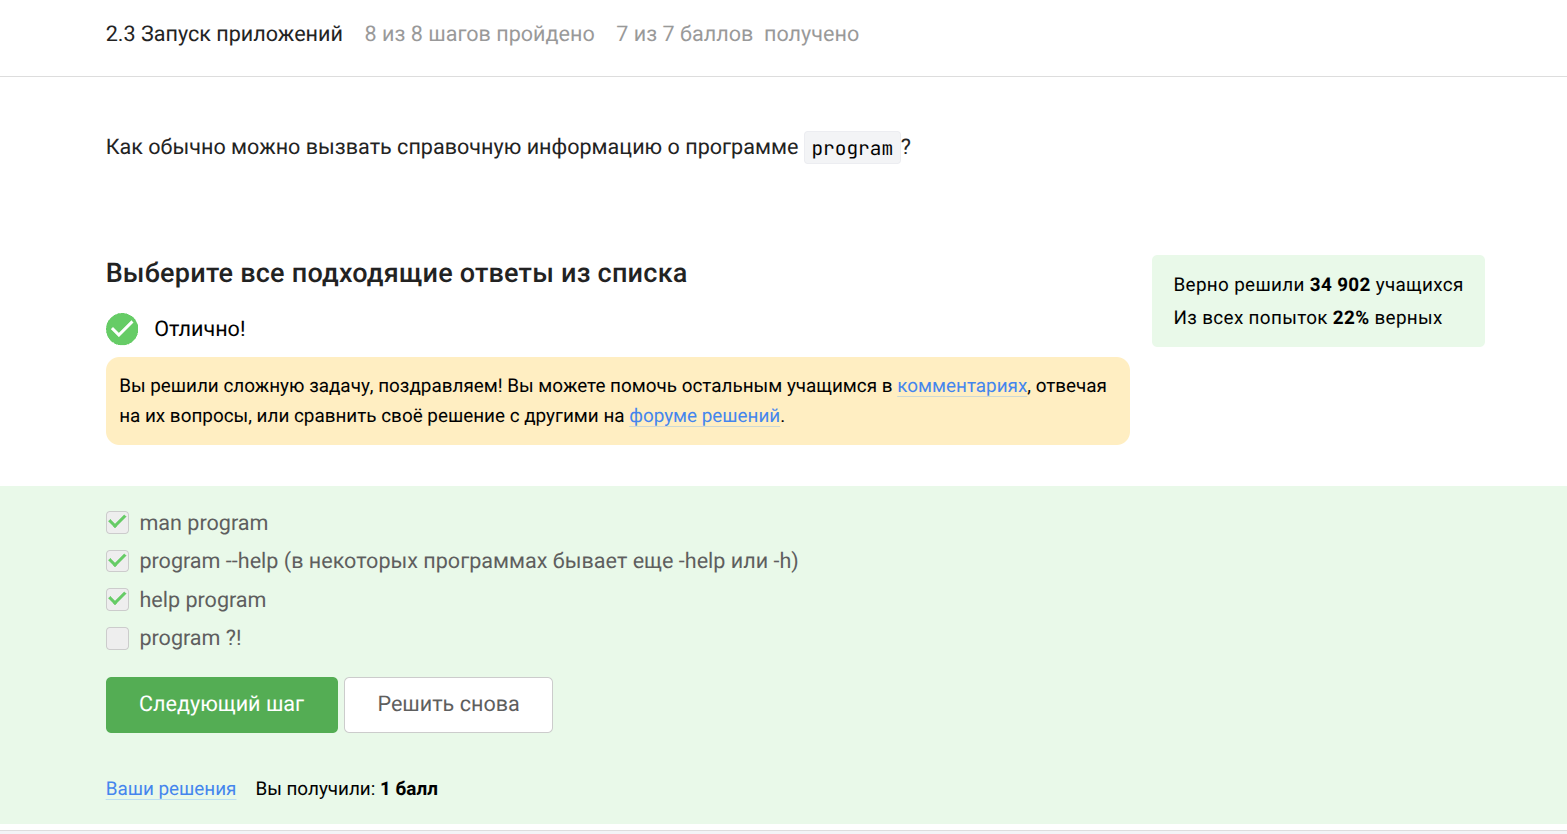 2.3 Запуск приложений 8 из 8 шагов пройдено 7 из 7 баллов получено
Как обычно можно вызвать справочную информацию о программе program?
Выберите все подходящие ответы из списка
Верно решили 34 902 учащихся
Из всех попыток 22% верных
Отлично!
Вы решили сложную задачу, поздравляем! Вы можете помочь остальным учащимся в комментариях, отвечая
на их вопросы, или сравнить своё решение с другими на форуме решений.
man program
program --help (в некоторых программах бывает еще -help или -h)
help program
program ?!
Следующий шаг Решить снова
Ваши решения Вы получили: 1 балл